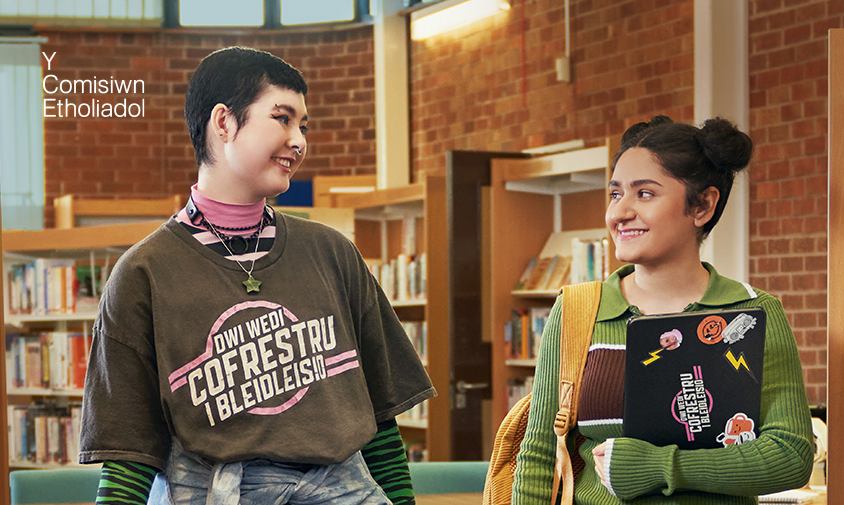 Y
Comisiwn
Etholiadol
DWI WEDI
COFRESTRU
I BLEIDLEISIO
DWI WEDI
COFRESTRU
I BLEIDLEISIO